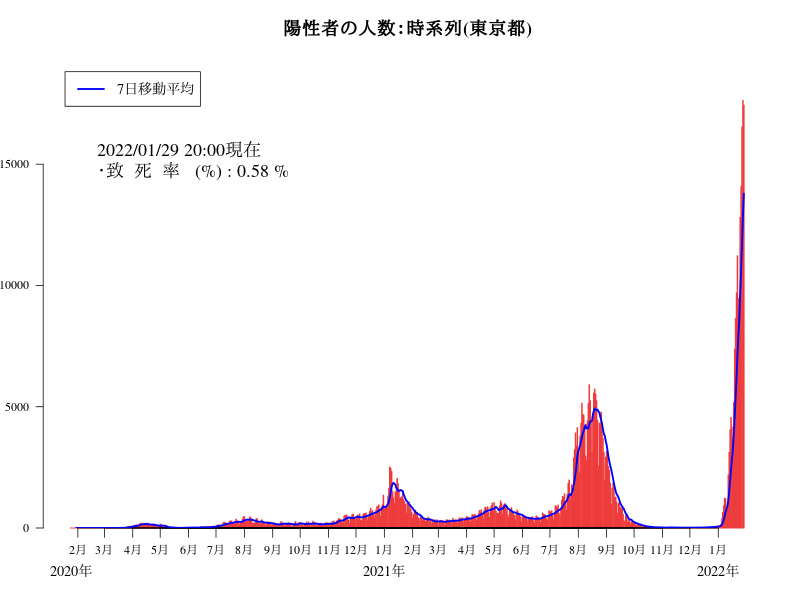 陽性者の人数:時系列(東京都)
7日移動平均
2022/01/29 20:00現在
・致 死 率 (%) : 0.58 %
15000
10000
5000
0
2月 3月 4月 5月 6月 7月 8月 9月 10月 11月 12月 1月 2月 3月 4月 5月 6月 7月 8月 9月 10月 11月 12月 1月
2020年 2021年 2022年